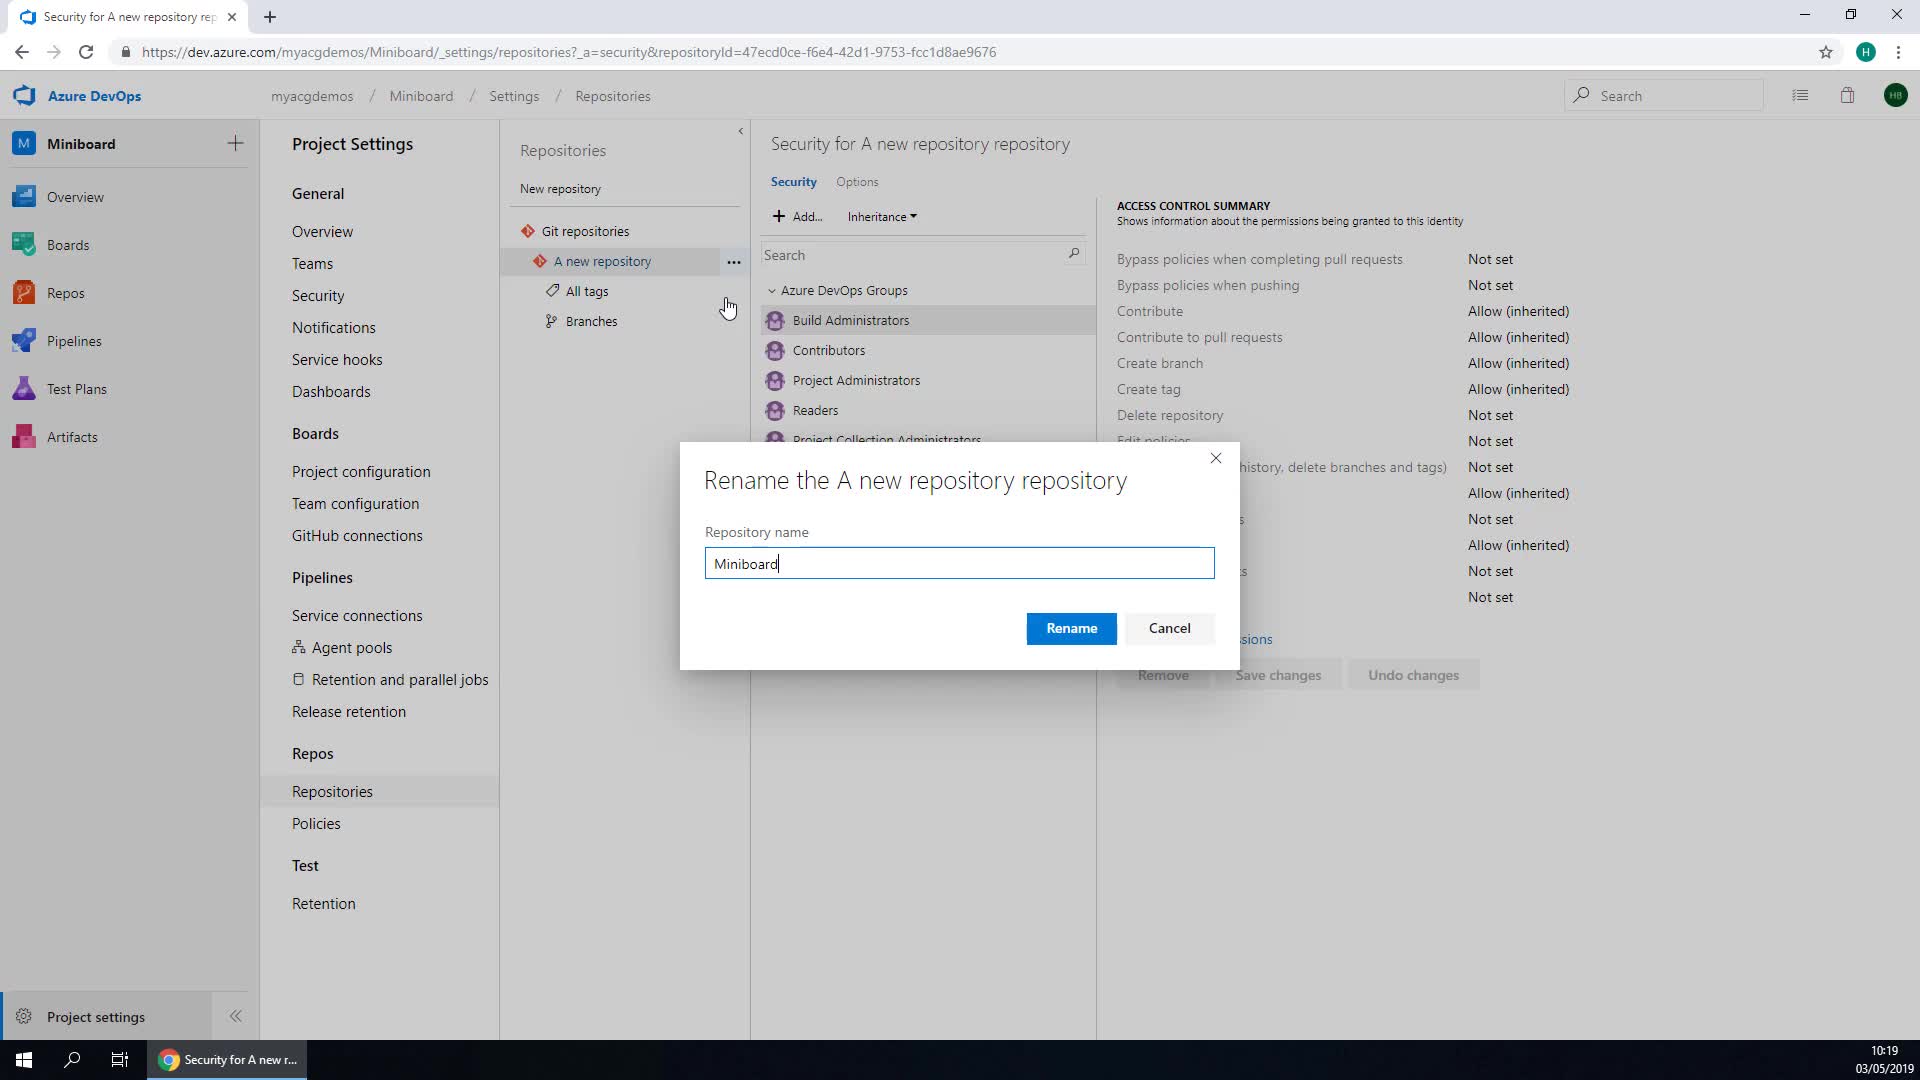 Security for A new repository rep
https://dev.azure.com/myacgdemos/Miniboard/_settings/repositories?_a=security&repositoryId=47ecd0ce-f6e4-42d1-9753-fcc1d8ae9676
H
Azure DevOps
myacgdemos / Miniboard / Settings / Repositories
Search
HB
M Miniboard
Overview
Boards
Repos
Pipelines
Test Plans
Artifacts
Project settings
Project Settings
General
Overview
Teams
Security
Notifications
Service hooks
Dashboards
Boards
Project configuration
Team configuration
GitHub connections
Pipelines
Service connections
Agent pools
Retention and parallel jobs
Release retention
Repos
Repositories
Policies
Test
Retention
Repositories
New repository
Git repositories
A new repository
All tags
Branches
Security for A new repository repository
Security Options
Add... Inheritance
Search
Azure DevOps Groups
Build Administrators
Contributors
Project Administrators
Readers
Project Collection Administrators
ACCESS CONTROL SUMMARY
Shows information about the permissions being granted to this identity
Bypass policies when completing pull requests Not set
Bypass policies when pushing Not set
Contribute Allow (inherited)
Contribute to pull requests Allow (inherited)
Create branch Allow (inherited)
Create tag Allow (inherited)
Delete repository Not set
Edit policies Not set
history, delete branches and tags) Not set
Allow (inherited)
s Not set
Allow (inherited)
s Not set
Not set
sions
Remove Save changes Undo changes
Rename the A new repository repository
Repository name
Miniboard
Rename Cancel
Security for A new r...
10:19
03/05/2019